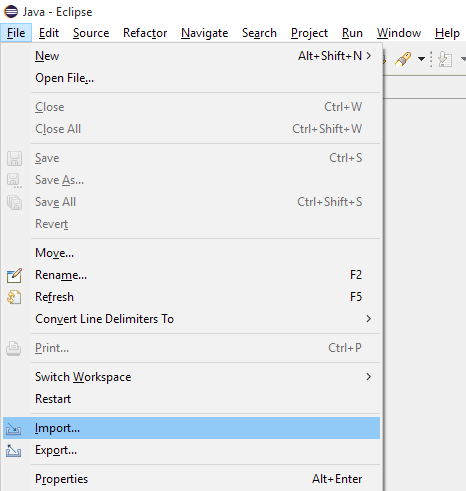 Java - Eclipse
File Edit Source Refactor Navigate Search Project Run Window Help
New Alt+Shift+N
Open File...
Close Ctrl+W
Close All Ctrl+Shift+W
Save Ctrl+S
Save As...
Save All Ctrl+Shift+S
Revert
Move...
Rename... F2
Refresh F5
Convert Line Delimiters To
Print... Ctrl+P
Switch Workspace
Restart
Import...
Export...
Properties Alt+Enter